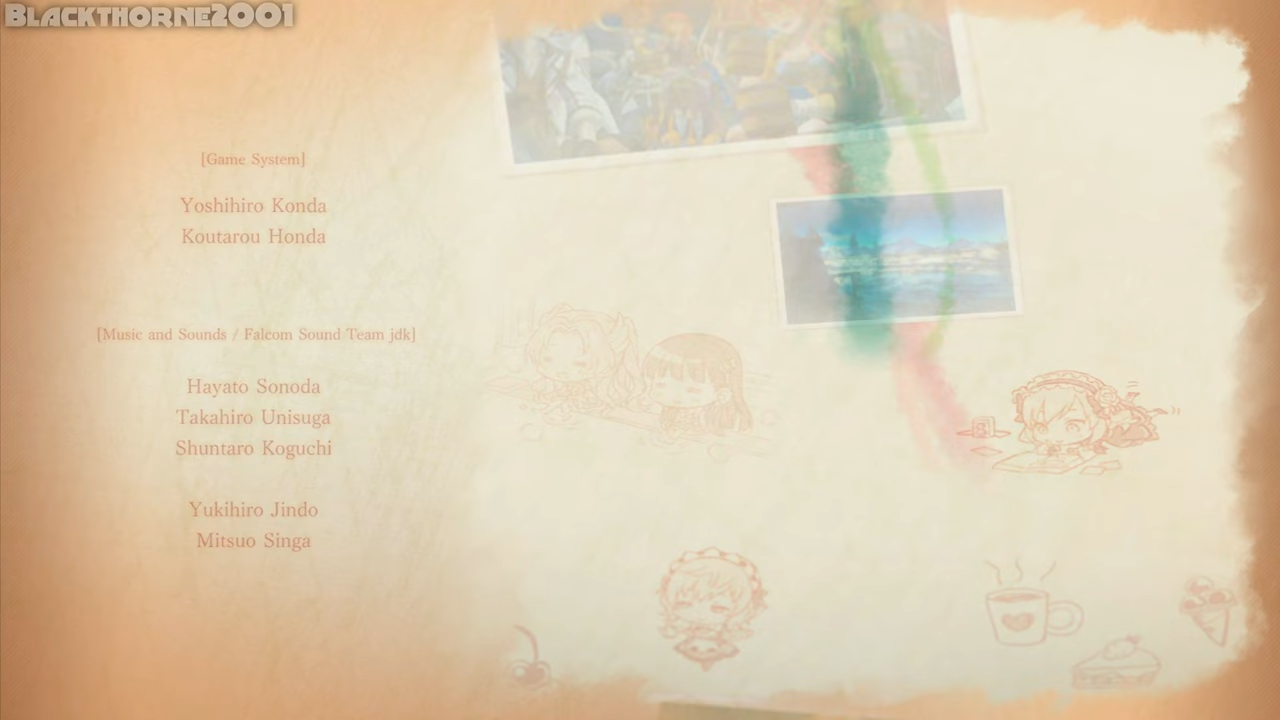 BLACKTHORNE2001
[Game System]
Yoshihiro Konda
Koutarou Honda
[Music and Sounds / Falcom Sound Team jdk]
Hayato Sonoda
Takahiro Unisuga
Shuntaro Koguchi
Yukihiro Jindo
Mitsuo Singa